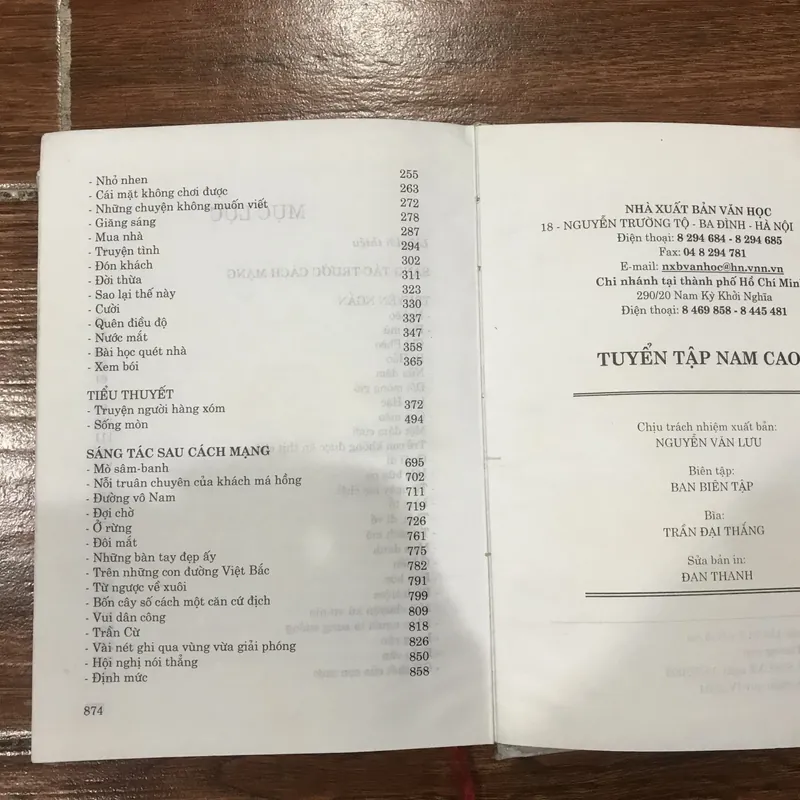 - Nhỏ nhen 255
- Cái mặt không chơi được 263
- Những chuyện không muốn viết 272
- Giăng sáng 278
- Mua nhà 287
- Truyện tình 294
- Đón khách 302
- Đời thừa 311
- Sao lại thế này 323
- Cười 330
- Quên điều độ 337
- Nước mắt 347
- Bài học quét nhà 358
- Xem bói 365
TIỂU THUYẾT
- Truyện người hàng xóm 372
- Sống mòn 494
SÁNG TÁC SAU CÁCH MẠNG
- Mò sâm-banh 695
- Nỗi truân chuyên của khách má hồng 702
- Đường vô Nam 711
- Đợi chờ 719
- Ở rừng 726
- Đôi mắt 761
- Những bàn tay đẹp ấy 775
- Trên những con đường Việt Bắc 782
- Từ ngược về xuôi 791
- Bốn cây số cách một căn cứ địch 799
- Vui dân công 809
- Trần Cừ 818
- Vài nét ghi qua vùng vừa giải phóng 826
- Hội nghị nói thẳng 850
- Định mức 858
874
NHÀ XUẤT BẢN VĂN HỌC
18 - NGUYỄN TRƯỜNG TỘ - BA ĐÌNH - HÀ NỘI
Điện thoại: 8 294 684 - 8 294 685
Fax: 04 8 294 781
E-mail: nxbvanhoc@hn.vnn.vn
Chi nhánh tại thành phố Hồ Chí Minh
290/20 Nam Kỳ Khởi Nghĩa
Điện thoại: 8 469 858 - 8 445 481
TUYỂN TẬP NAM CAO
Chịu trách nhiệm xuất bản:
NGUYỄN VĂN LƯU
Biên tập:
BAN BIÊN TẬP
Bìa:
TRẦN ĐẠI THẮNG
Sửa bản in:
ĐAN THANH